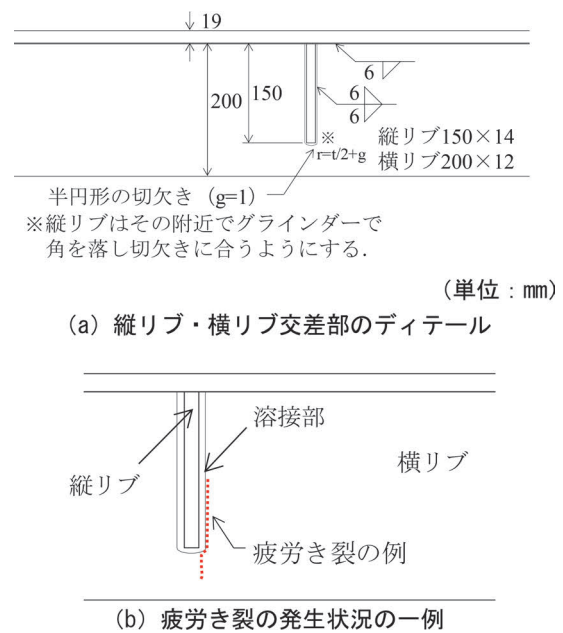 19
200
150
6
6
6
※
r=t/2+g
縦リブ150×14
横リブ200×12
半円形の切欠き（g=1）
※縦リブはその附近でグラインダーで
角を落し切欠きに合うようにする．
（単位：mm）
(a) 縦リブ・横リブ交差部のディテール
溶接部
横リブ
縦リブ
疲労き裂の例
(b) 疲労き裂の発生状況の一例